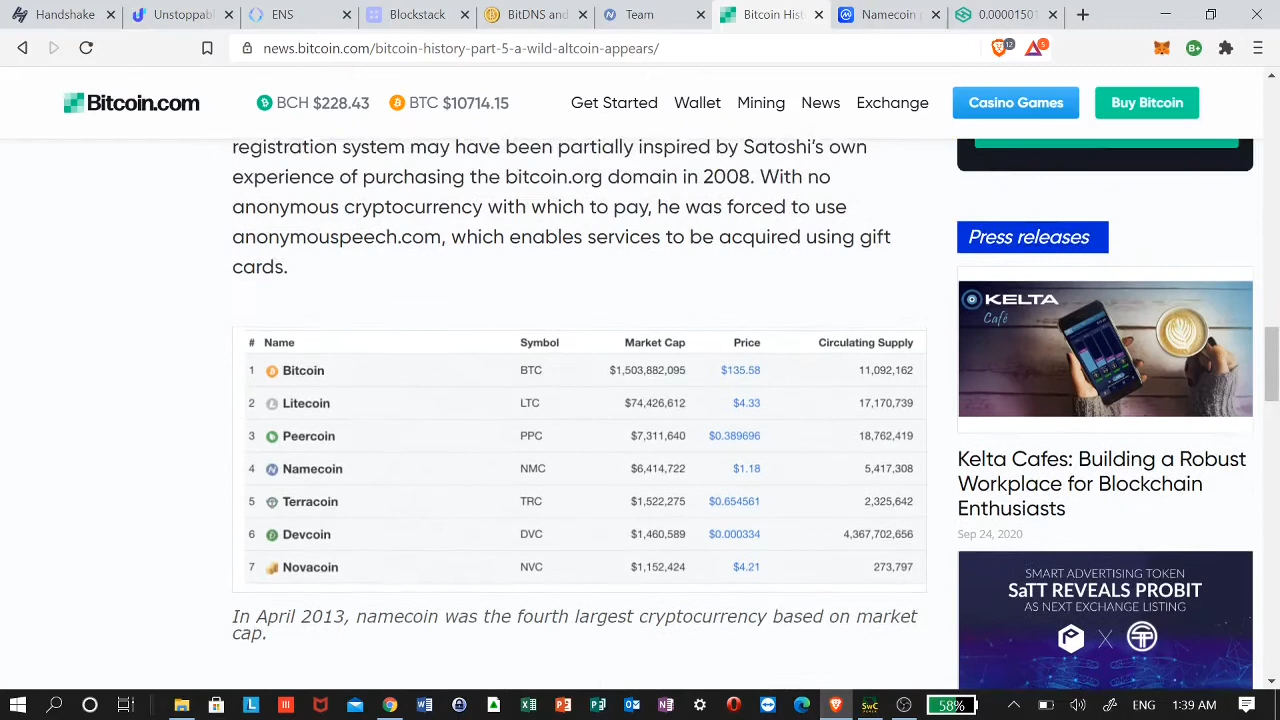 Handshake
Unstoppabl
ENS
Blockstack
BitDNS and
Team
Bitcoin Hist
Namecoin
0.00001501
news.bitcoin.com/bitcoin-history-part-5-a-wild-altcoin-appears/
12
5
B+
Bitcoin.com
BCH $228.43
BTC $10714.15
Get Started
Wallet
Mining
News
Exchange
Casino Games
Buy Bitcoin
registration system may have been partially inspired by Satoshi's own
experience of purchasing the bitcoin.org domain in 2008. With no
anonymous cryptocurrency with which to pay, he was forced to use
anonymouspeech.com, which enables services to be acquired using gift
cards.
# Name Symbol Market Cap Price Circulating Supply
1 Bitcoin BTC $1,503,882,095 $135.58 11,092,162
2 Litecoin LTC $74,426,612 $4.33 17,170,739
3 Peercoin PPC $7,311,640 $0.389696 18,762,419
4 Namecoin NMC $6,414,722 $1.18 5,417,308
5 Terracoin TRC $1,522,275 $0.654561 2,325,642
6 Devcoin DVC $1,460,589 $0.000334 4,367,702,656
7 Novacoin NVC $1,152,424 $4.21 273,797
In April 2013, namecoin was the fourth largest cryptocurrency based on market
cap.
Press releases
KELTA
Café
Kelta Cafes: Building a Robust
Workplace for Blockchain
Enthusiasts
Sep 24, 2020
SMART ADVERTISING TOKEN
SaTT REVEALS PROBIT
AS NEXT EXCHANGE LISTING
X
58%
ENG
1:39 AM